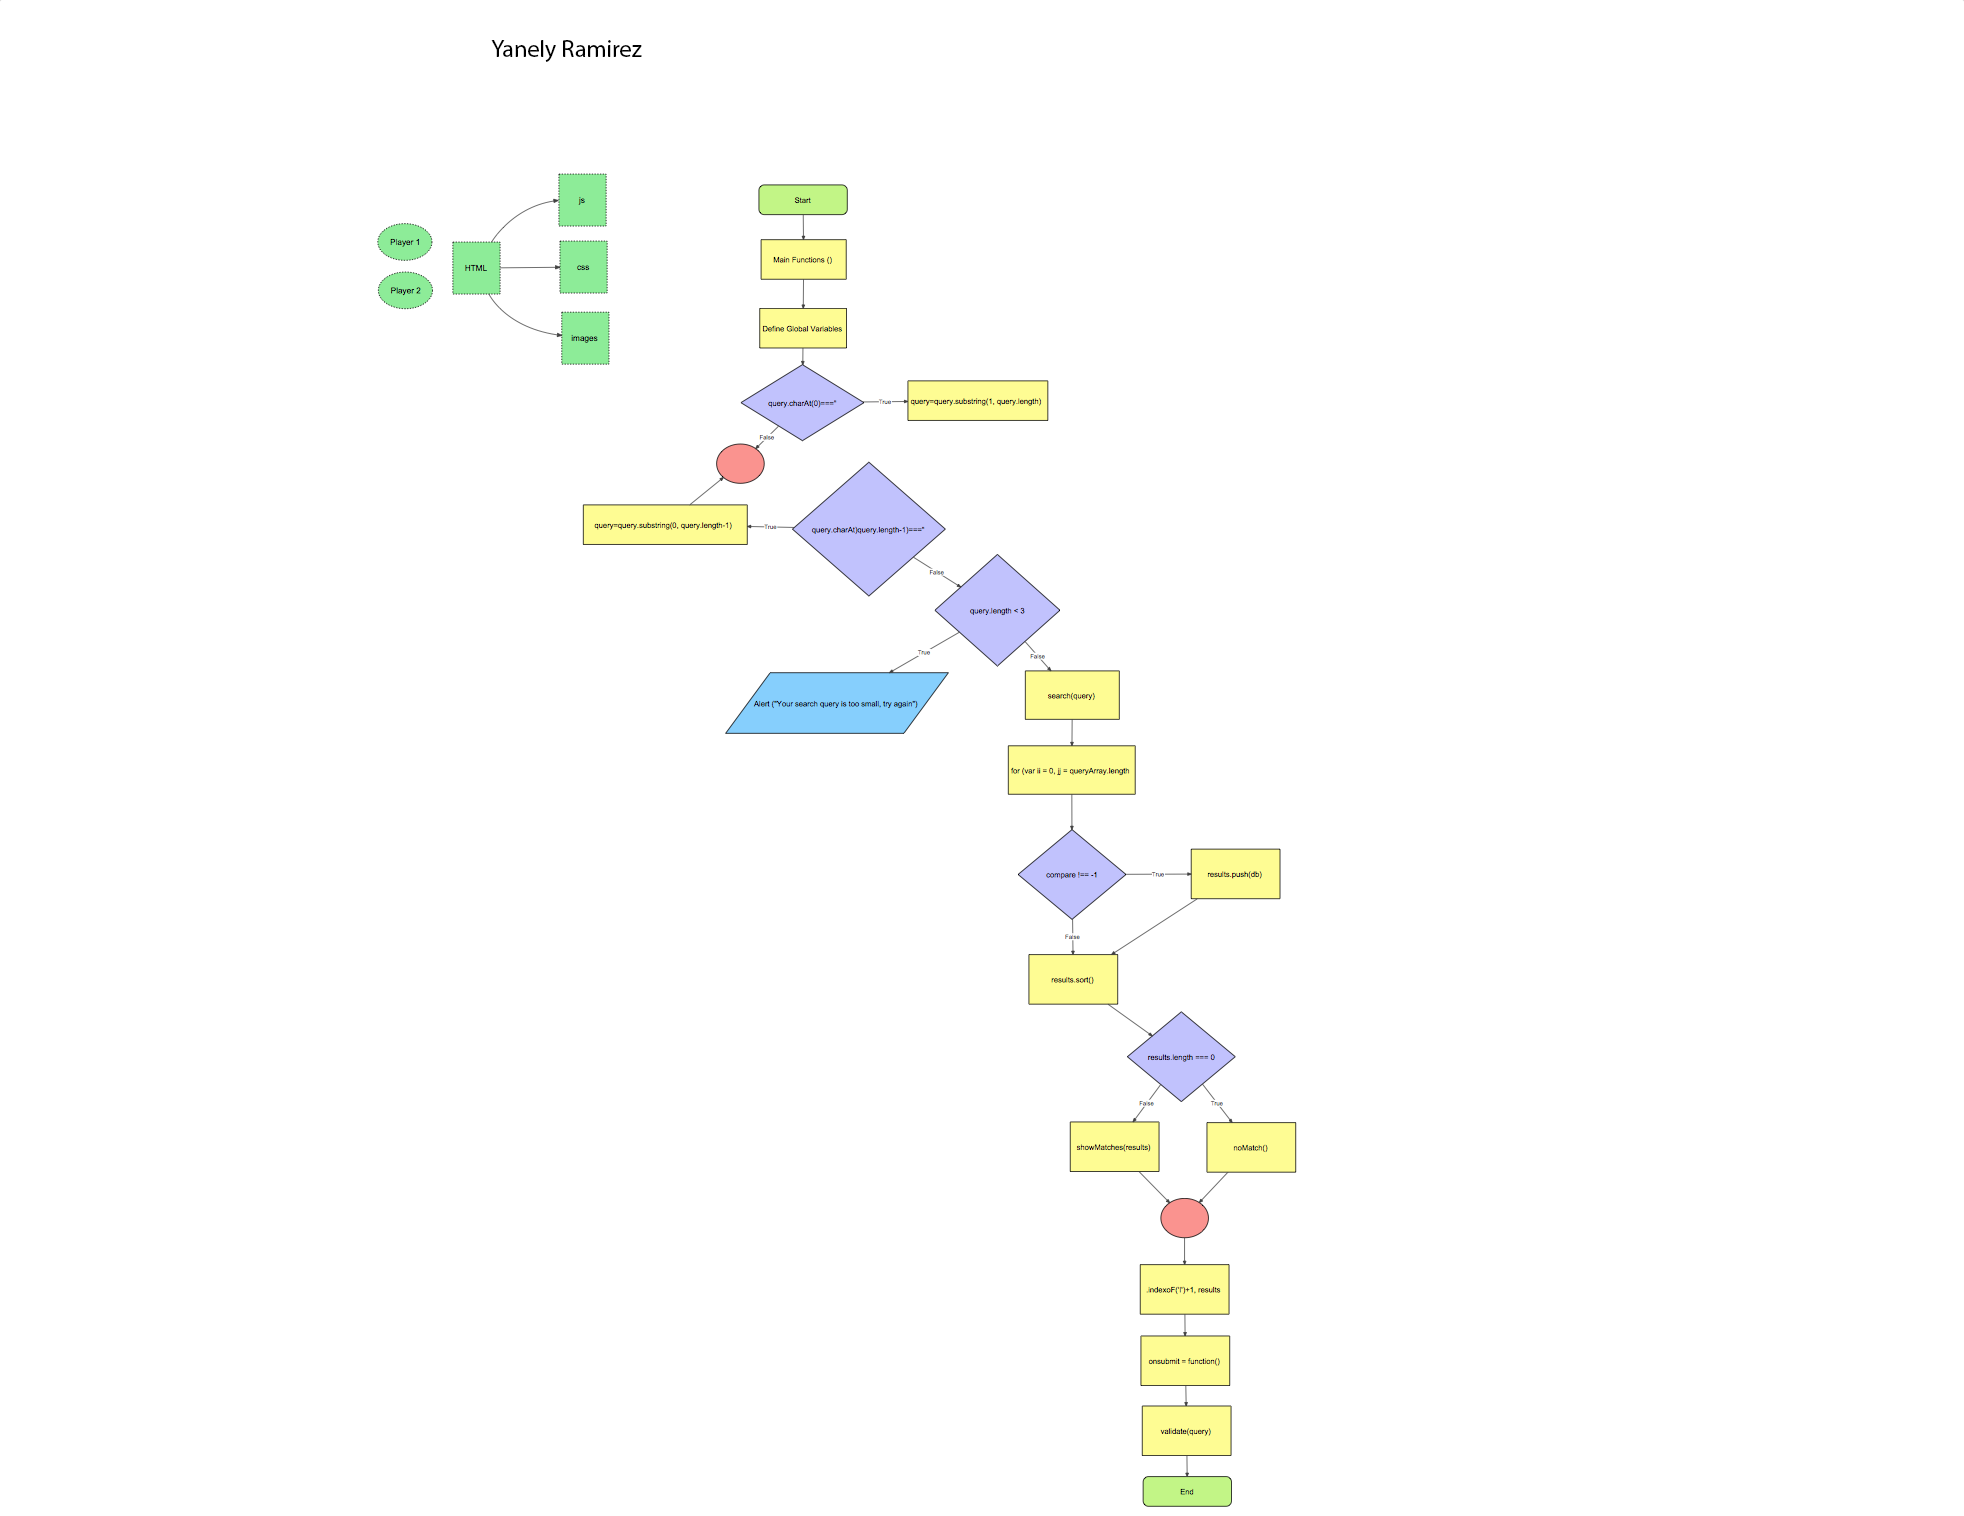 Yanely Ramirez
js
Player 1
HTML
css
Player 2
images
Start
Main Functions ()
Define Global Variables
query.charAt(0)==="
True
query=query.substring(1, query.length)
False
query=query.substring(0, query.length-1)
True
query.charAt|query.length-1)==="
False
query.length < 3
True
False
Alert ("Your search query is too small, try again")
search(query)
for (var ii = 0, jj = queryArray.length
compare !== -1
True
results.push(db)
False
results.sort()
results.length === 0
False
True
showMatches(results)
noMatch()
.indexoF('l')+1, results
onsubmit = function()
validate(query)
End